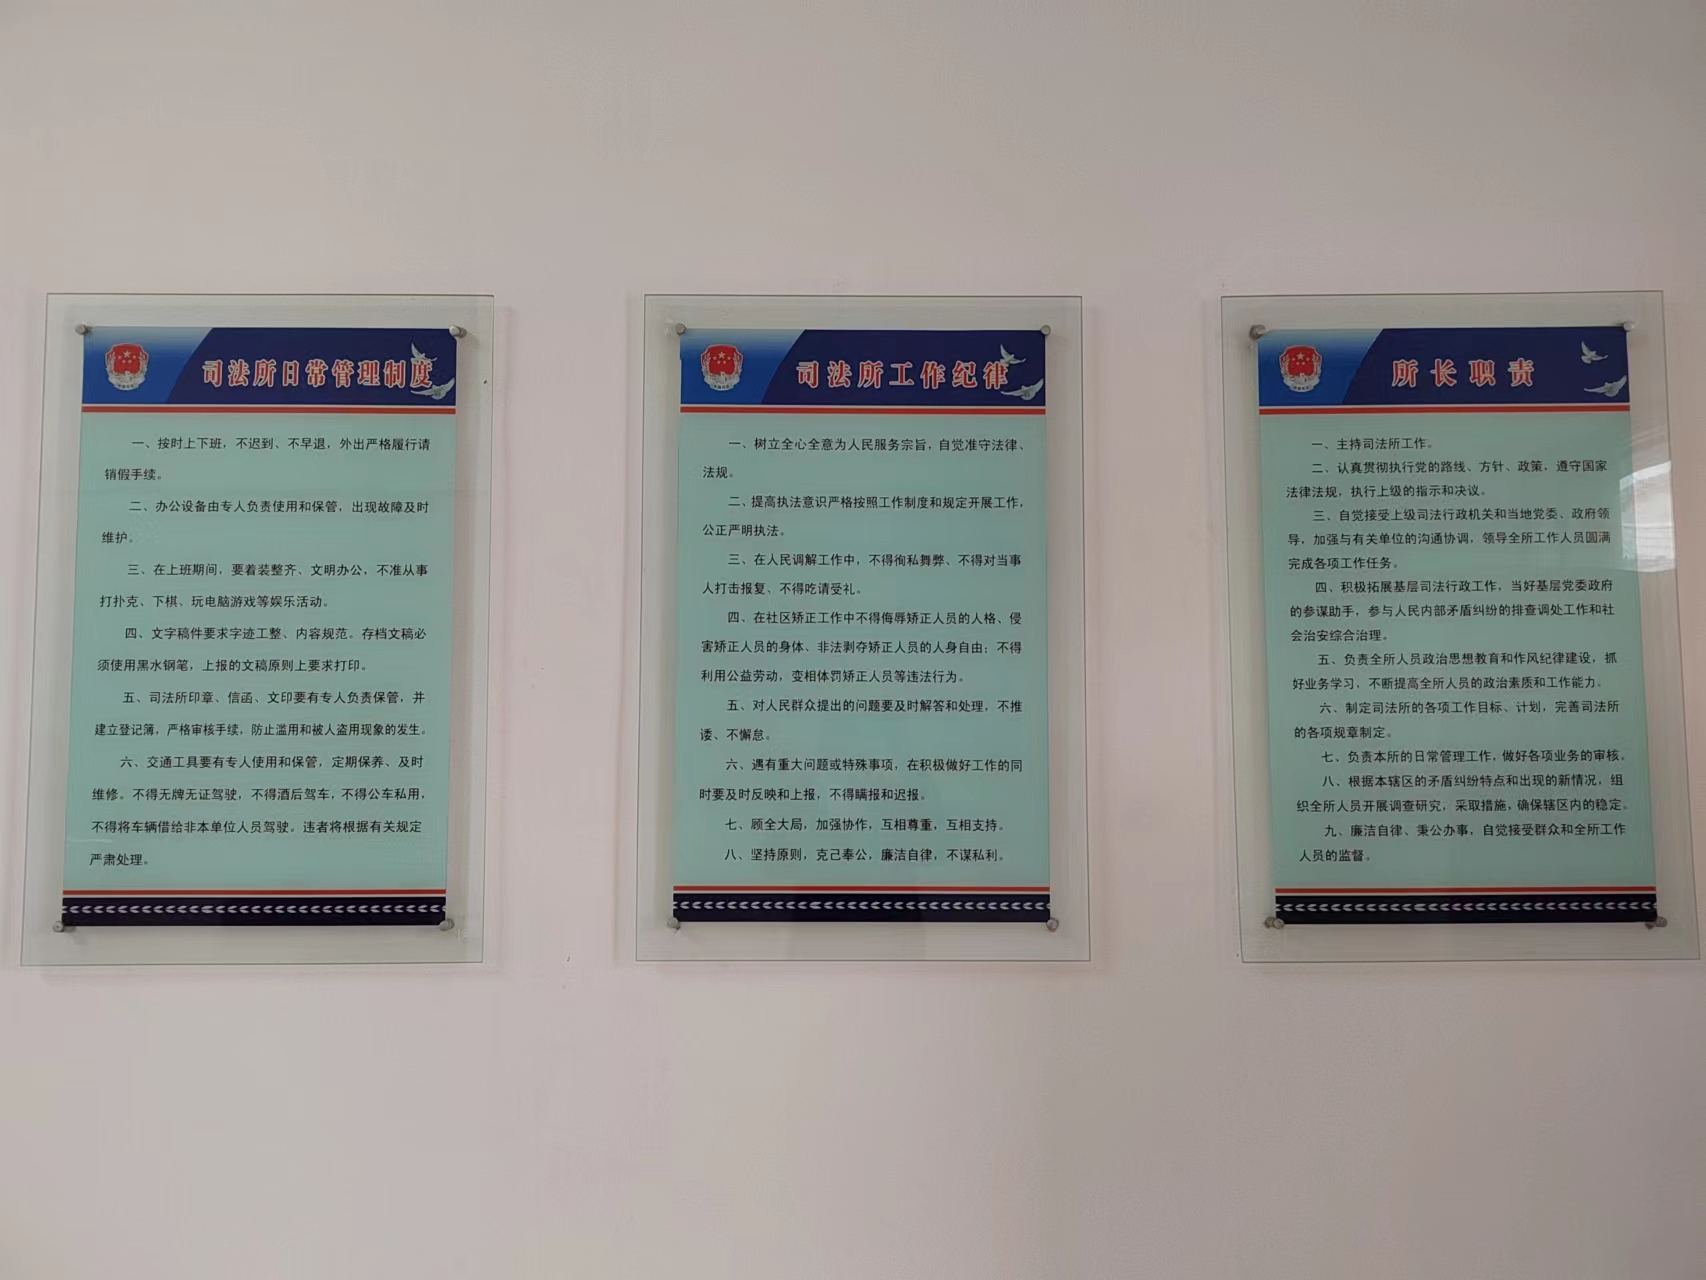 司法所日常管理制度
一、按时上下班，不迟到、不早退，外出严格履行请
销假手续。
二、办公设备由专人负责使用和保管，出现故障及时
维护。
三、在上班期间，要着装整齐、文明办公，不准从事
打扑克、下棋、玩电脑游戏等娱乐活动。
四、文字稿件要求字迹工整、内容规范。存档文稿必
须使用黑水钢笔，上报的文稿原则上要求打印。
五、司法所印章、信函、文印要有专人负责保管，并
建立登记簿，严格审核手续，防止滥用和被人盗用现象的发生。
六、交通工具要有专人使用和保管，定期保养、及时
维修。不得无牌无证驾驶，不得酒后驾车，不得公车私用，
不得将车辆借给非本单位人员驾驶。违者将根据有关规定
严肃处理。
司法所工作纪律
一、树立全心全意为人民服务宗旨，自觉准守法律、
法规。
二、提高执法意识严格按照工作制度和规定开展工作，
公正严明执法。
三、在人民调解工作中，不得徇私舞弊、不得对当事
人打击报复、不得吃请受礼。
四、在社区矫正工作中不得侮辱矫正人员的人格、侵
害矫正人员的身体、非法剥夺矫正人员的人身自由；不得
利用公益劳动，变相体罚矫正人员等违法行为。
五、对人民群众提出的问题要及时解答和处理，不推
诿、不懈怠。
六、遇有重大问题或特殊事项，在积极做好工作的同
时要及时反映和上报，不得瞒报和迟报。
七、顾全大局，加强协作，互相尊重，互相支持。
八、坚持原则，克己奉公，廉洁自律，不谋私利。
所长职责
一、主持司法所工作。
二、认真贯彻执行党的路线、方针、政策，遵守国家
法律法规，执行上级的指示和决议。
三、自觉接受上级司法行政机关和当地党委、政府领
导，加强与有关单位的沟通协调，领导全所工作人员圆满
完成各项工作任务。
四、积极拓展基层司法行政工作，当好基层党委政府
的参谋助手，参与人民内部矛盾纠纷的排查调处工作和社
会治安综合治理。
五、负责全所人员政治思想教育和作风纪律建设，抓
好业务学习，不断提高全所人员的政治素质和工作能力。
六、制定司法所的各项工作目标、计划，完善司法所
的各项规章制定。
七、负责本所的日常管理工作，做好各项业务的审核。
八、根据本辖区的矛盾纠纷特点和出现的新情况，组
织全所人员开展调查研究，采取措施，确保辖区内的稳定。
九、廉洁自律、秉公办事，自觉接受群众和全所工作
人员的监督。